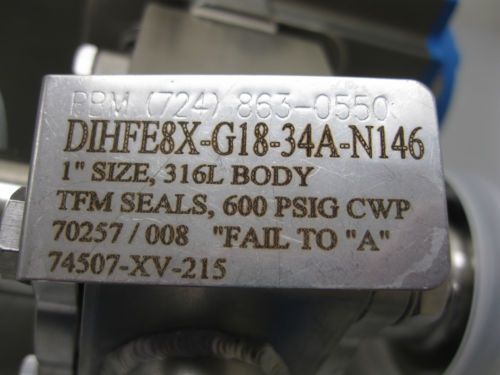 PBM (724) 863-0550
DIHFE8X-G18-34A-N146
1" SIZE, 316L BODY
TFM SEALS, 600 PSIG CWP
70257 / 008 "FAIL TO "A"
74507-XV-215